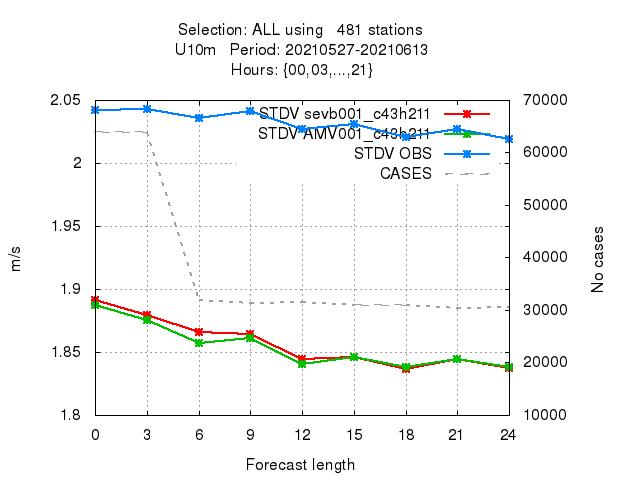 Selection: ALL using   481 stations
U10m   Period: 20210527-20210613
Hours: {00,03,...,21}
2.05
2
1.95
1.9
1.85
1.8
m/s
STDV sevb001_c43h211
STDV AMV001_c43h211
STDV OBS
CASES
70000
60000
50000
40000
30000
20000
10000
No cases
0 3 6 9 12 15 18 21 24
Forecast length